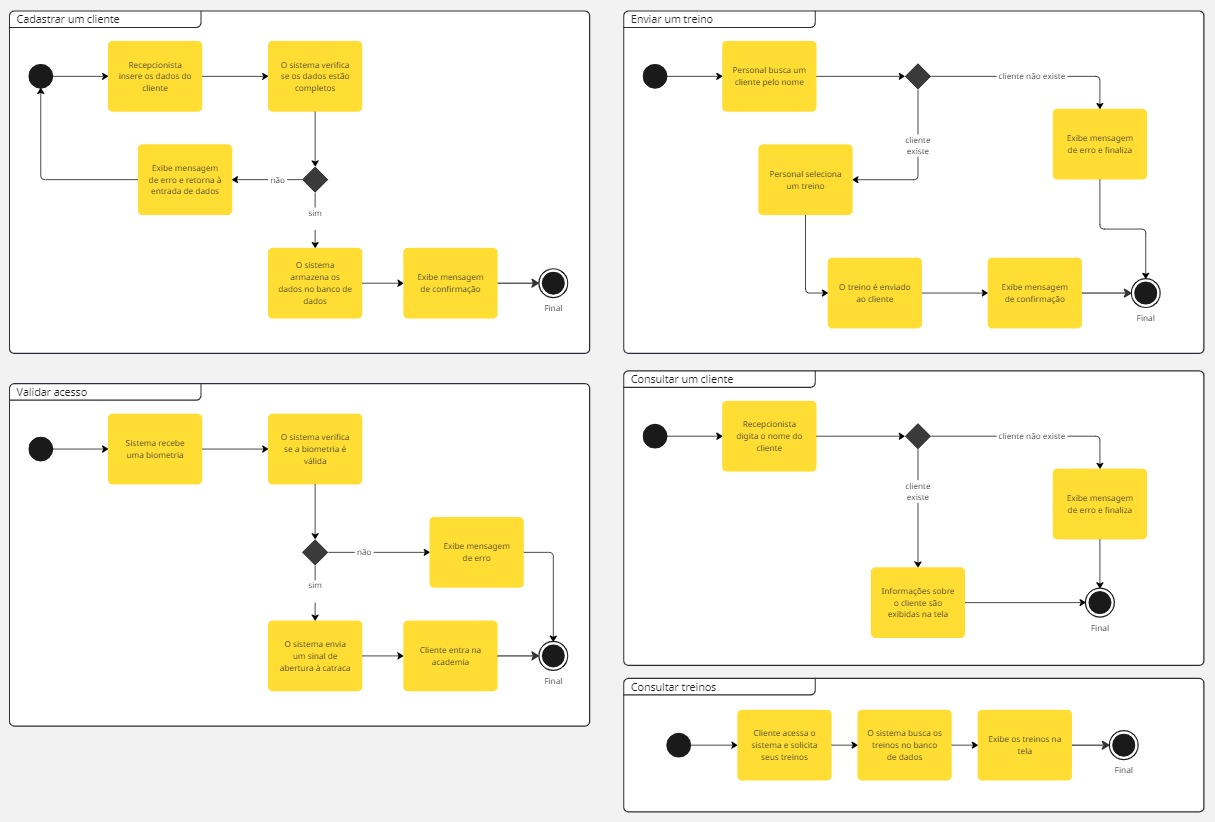 Cadastrar um cliente
Recepcionista
insere os dados do
cliente
O sistema verifica
se os dados estão
completos
Exibe mensagem
de erro e retorna à
entrada de dados
não
sim
O sistema
armazena os
dados no banco de
dados
Exibe mensagem
de confirmação
Final
Enviar um treino
Personal busca um
cliente pelo nome
cliente não existe
cliente
existe
Exibe mensagem
de erro e finaliza
Personal seleciona
um treino
O treino é enviado
ao cliente
Exibe mensagem
de confirmação
Final
Validar acesso
Sistema recebe
uma biometria
O sistema verifica
se a biometria é
válida
não
Exibe mensagem
de erro
sim
O sistema envia
um sinal de
abertura à catraca
Cliente entra na
academia
Final
Consultar um cliente
Recepcionista
digita o nome do
cliente
cliente não existe
cliente
existe
Exibe mensagem
de erro e finaliza
Informações sobre
o cliente são
exibidas na tela
Final
Consultar treinos
Cliente acessa o
sistema e solicita
seus treinos
O sistema busca os
treinos no banco
de dados
Exibe os treinos na
tela
Final